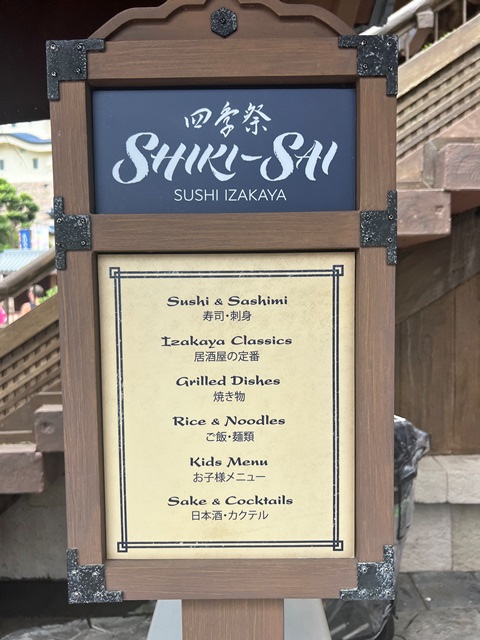 四季祭
SHIKI-SAI
SUSHI IZAKAYA
Sushi & Sashimi
寿司・刺身
Izakaya Classics
居酒屋の定番
Grilled Dishes
焼き物
Rice & Noodles
ご飯・麺類
Kids Menu
お子様メニュー
Sake & Cocktails
日本酒・カクテル